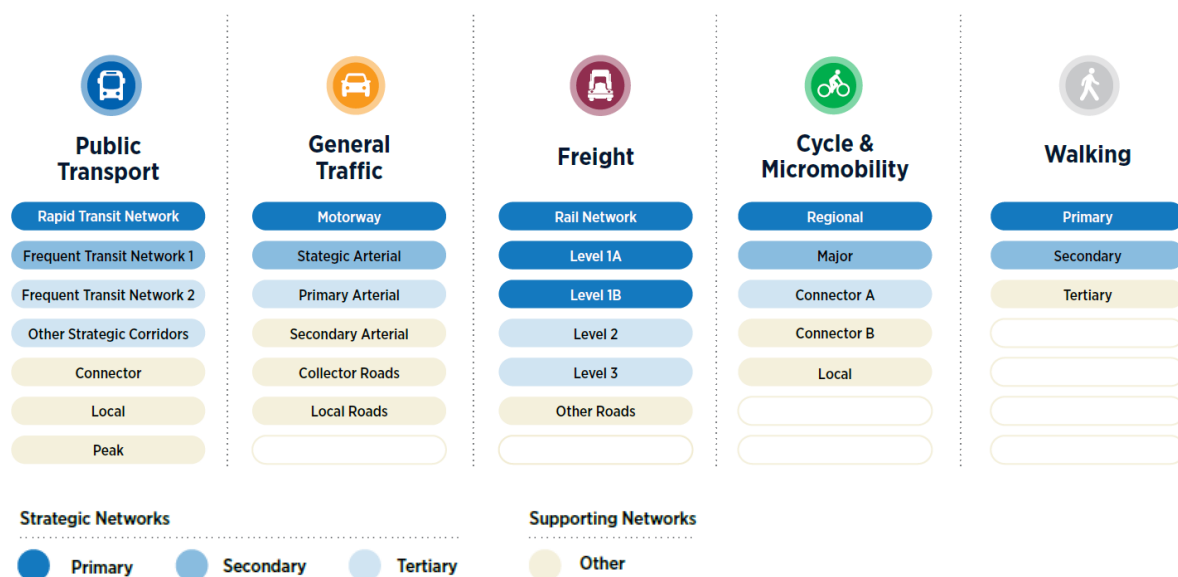 Public
Transport
General
Traffic
Freight
Cycle &
Micromobility
Walking
Rapid Transit Network
Motorway
Rail Network
Regional
Primary
Frequent Transit Network 1
Stategic Arterial
Level 1A
Major
Secondary
Frequent Transit Network 2
Primary Arterial
Level 1B
Connector A
Tertiary
Other Strategic Corridors
Secondary Arterial
Level 2
Connector B
Connector
Collector Roads
Level 3
Local
Local
Local Roads
Other Roads
Peak
Strategic Networks
Supporting Networks
Primary
Secondary
Tertiary
Other